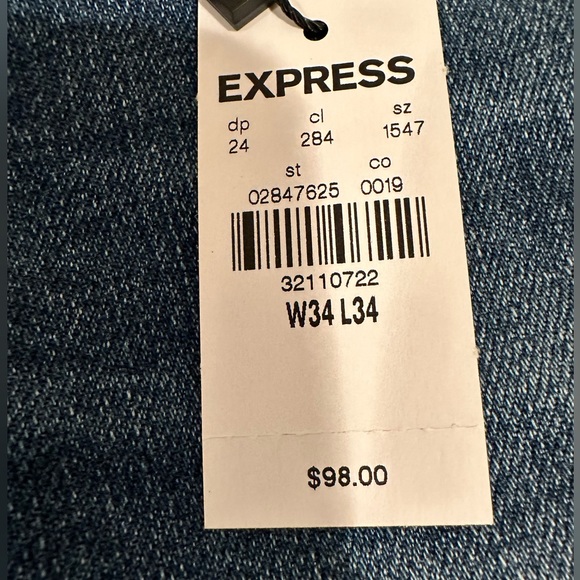 EXPRESS
dp cl sz
24 284 1547
st co
02847625 0019
32110722
W34 L34
$98.00